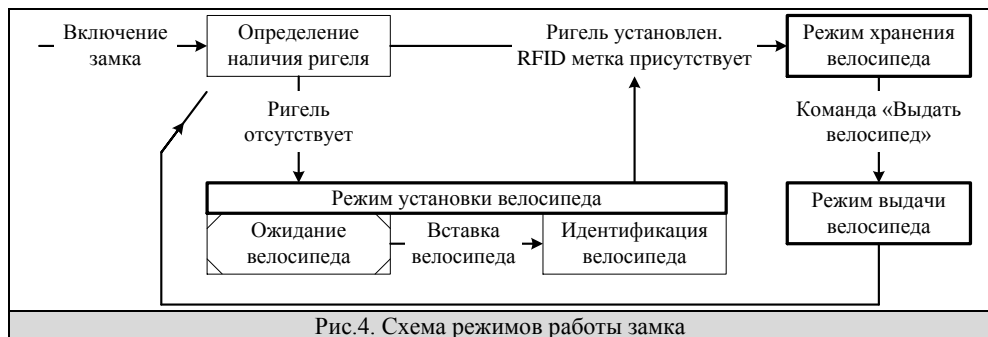 Включение
замка
Определение
наличия ригеля
Ригель установлен.
RFID метка присутствует
Режим хранения
велосипеда
Ригель
отсутствует
Команда «Выдать
велосипед»
Режим установки велосипеда
Ожидание
велосипеда
Вставка
велосипеда
Идентификация
велосипеда
Режим выдачи
велосипеда
Рис.4. Схема режимов работы замка